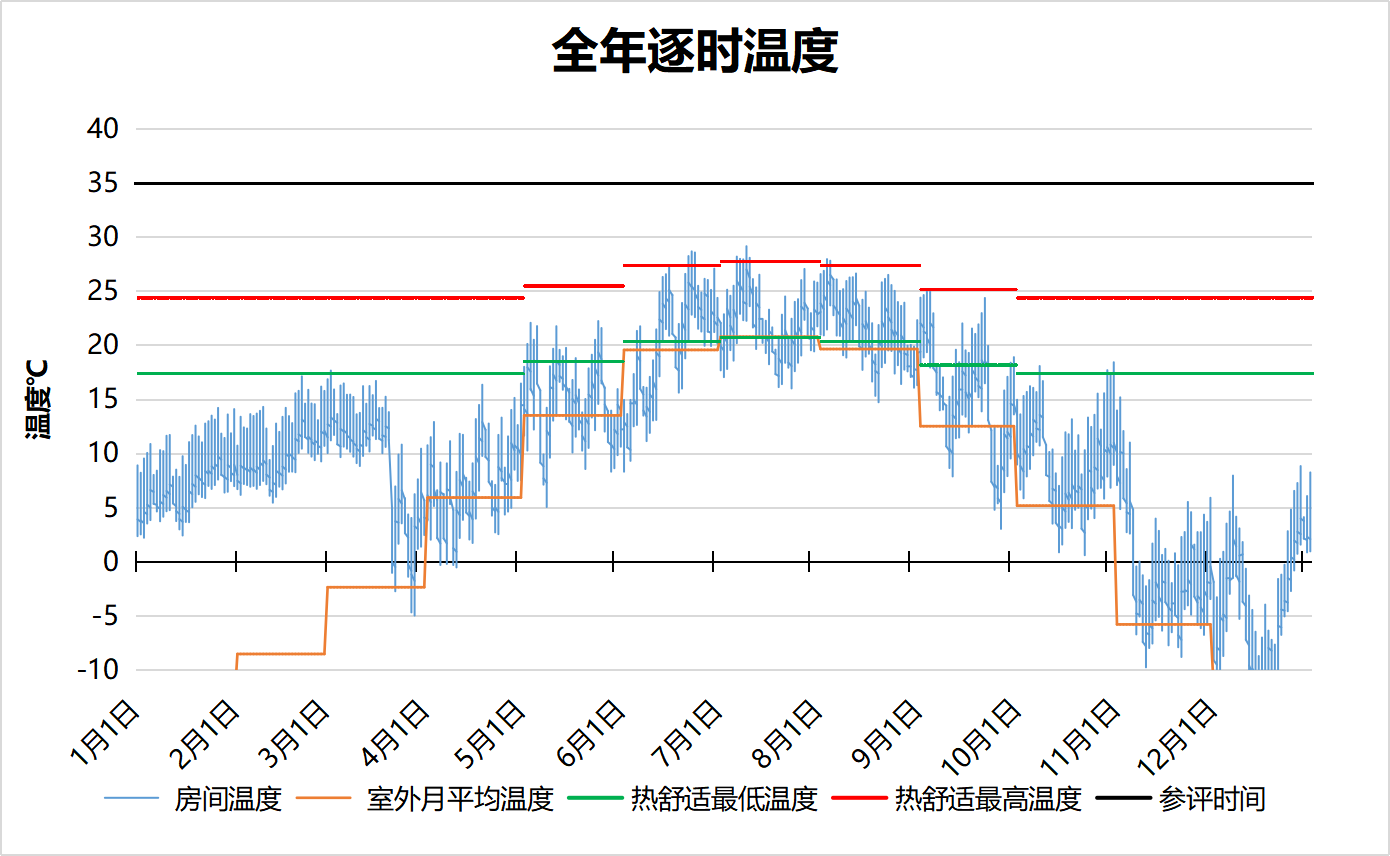 全年逐时温度
40
35
30
25
20
15
10
5
0
-5
-10
温度℃
1月1日
2月1日
3月1日
4月1日
5月1日
6月1日
7月1日
8月1日
9月1日
10月1日
11月1日
12月1日
房间温度 室外月平均温度 热舒适最低温度 热舒适最高温度 参评时间